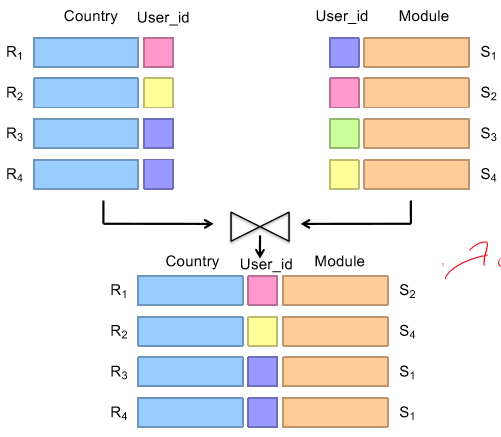 Country User_id User_id Module
R1 S1
R2 S2
R3 S3
R4 S4
Country User_id Module
R1 S2
R2 S4
R3 S1
R4 S1